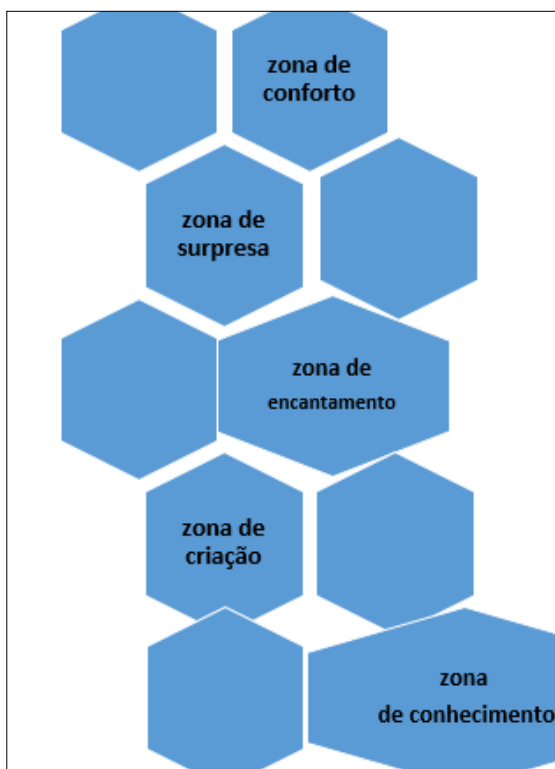 zona de
conforto
zona de
surpresa
zona de
encantamento
zona de
criação
zona
de conhecimento